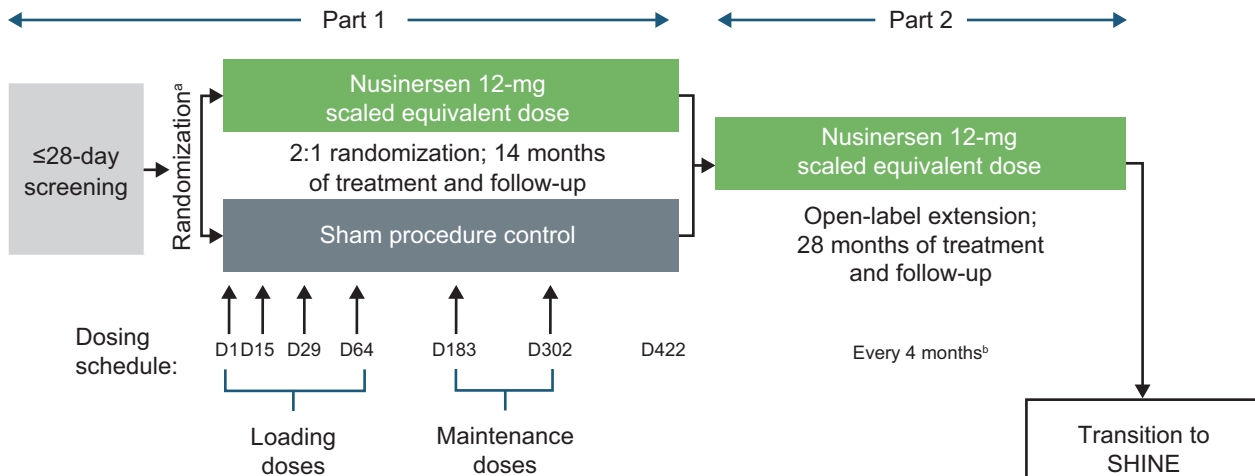 Part 1
Part 2
≤28-day
screening
Randomizationᵃ
Nusinersen 12-mg
scaled equivalent dose
2:1 randomization; 14 months
of treatment and follow-up
Sham procedure control
Nusinersen 12-mg
scaled equivalent dose
Open-label extension;
28 months of treatment
and follow-up
Dosing
schedule:
D1 D15 D29 D64 D183 D302 D422
Every 4 monthsᵇ
Loading
doses
Maintenance
doses
Transition to
SHINE